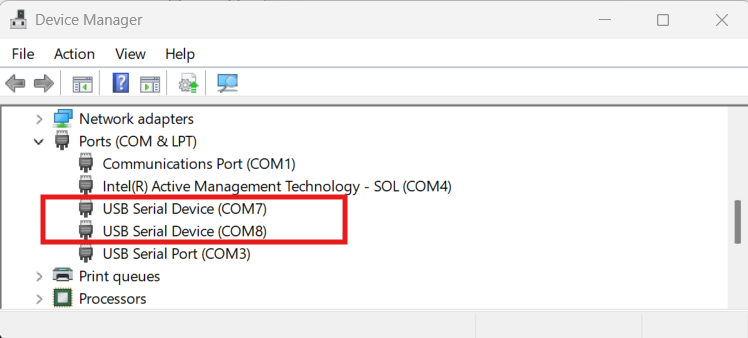 Device Manager
File Action View Help
Network adapters
Ports (COM & LPT)
Communications Port (COM1)
Intel(R) Active Management Technology - SOL (COM4)
USB Serial Device (COM7)
USB Serial Device (COM8)
USB Serial Port (COM3)
Print queues
Processors